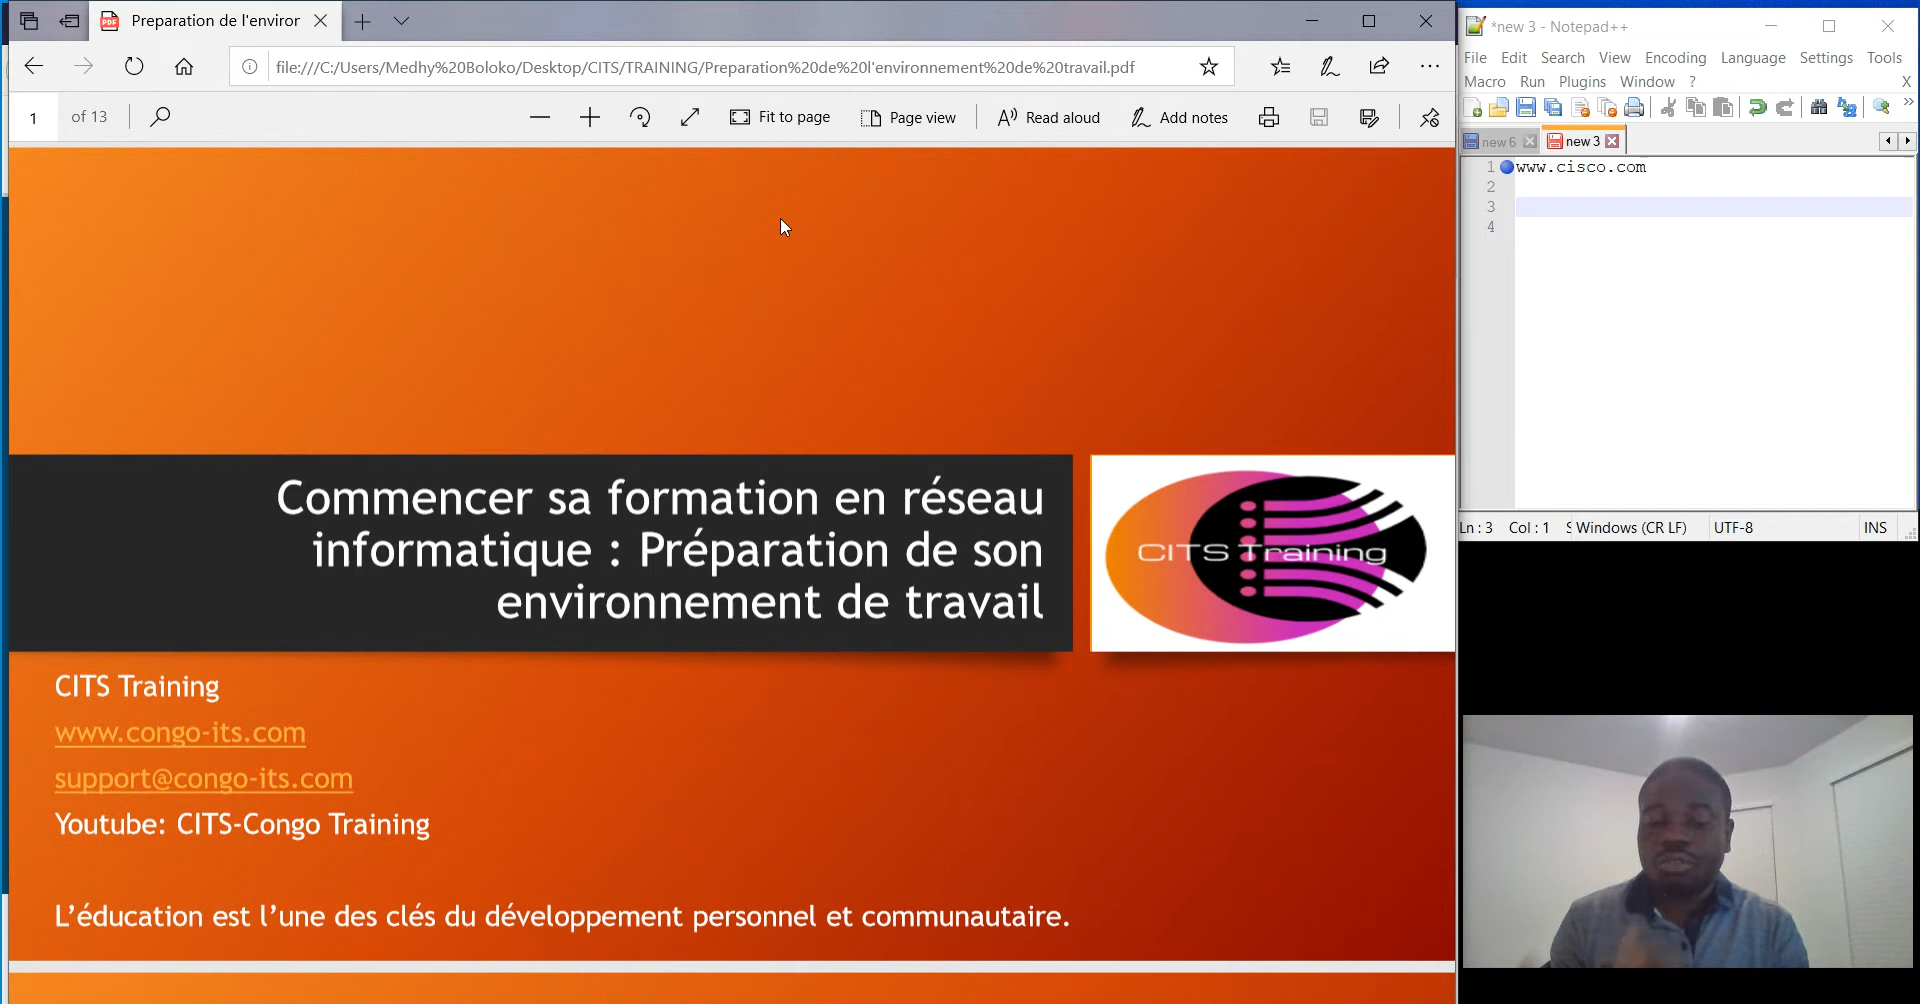 Preparation de l'enviror
file:///C:/Users/Medhy%20Boloko/Desktop/CITS/TRAINING/Preparation%20de%20l'environnement%20de%20travail.pdf
1 of 13
Fit to page
Page view
Read aloud
Add notes
Commencer sa formation en réseau
informatique : Préparation de son
environnement de travail
CITS Training
CITS Training
www.congo-its.com
support@congo-its.com
Youtube: CITS-Congo Training
L'éducation est l'une des clés du développement personnel et communautaire.
*new 3 - Notepad++
File Edit Search View Encoding Language Settings Tools
Macro Run Plugins Window ? X
new 6 new 3
1 www.cisco.com
2
3
4
Ln : 3 Col : 1 S Windows (CR LF) UTF-8 INS